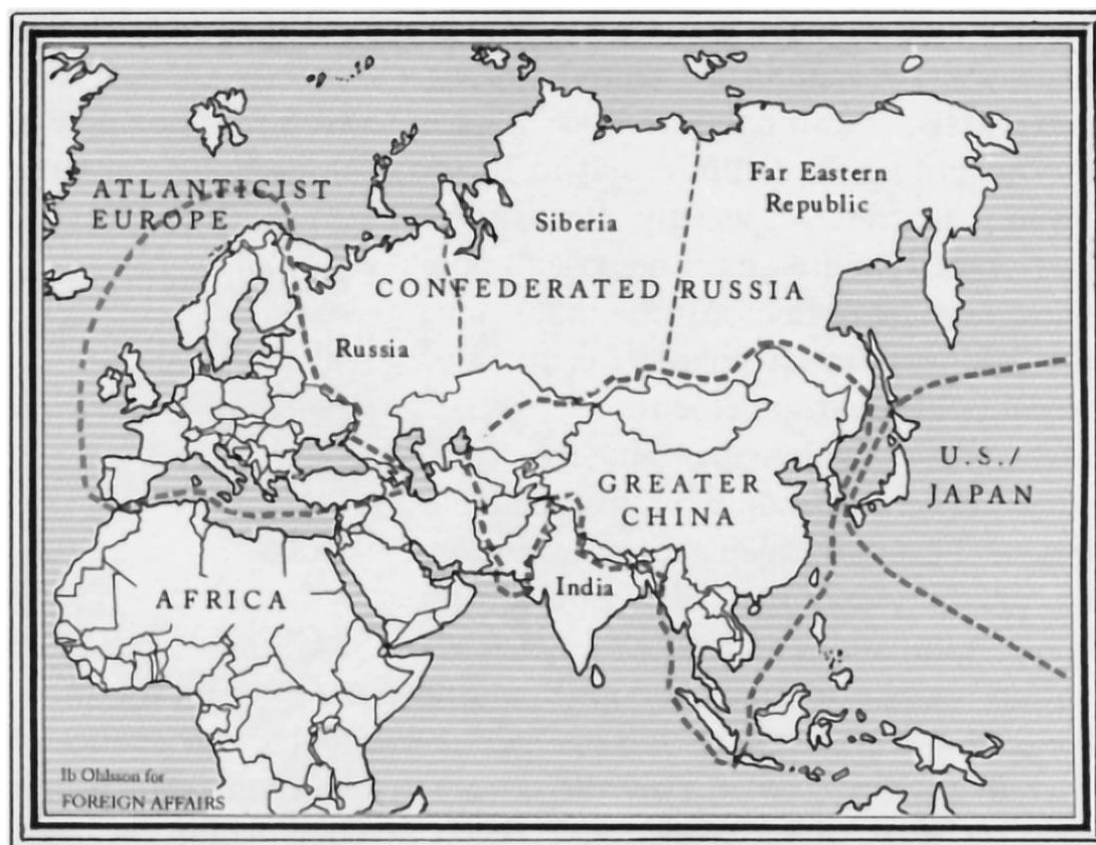 ATLANTICIST
EUROPE
Far Eastern
Republic
Siberia
CONFEDERATED RUSSIA
Russia
U.S./
JAPAN
GREATER
CHINA
India
AFRICA
Ib Ohlsson for
FOREIGN AFFAIRS